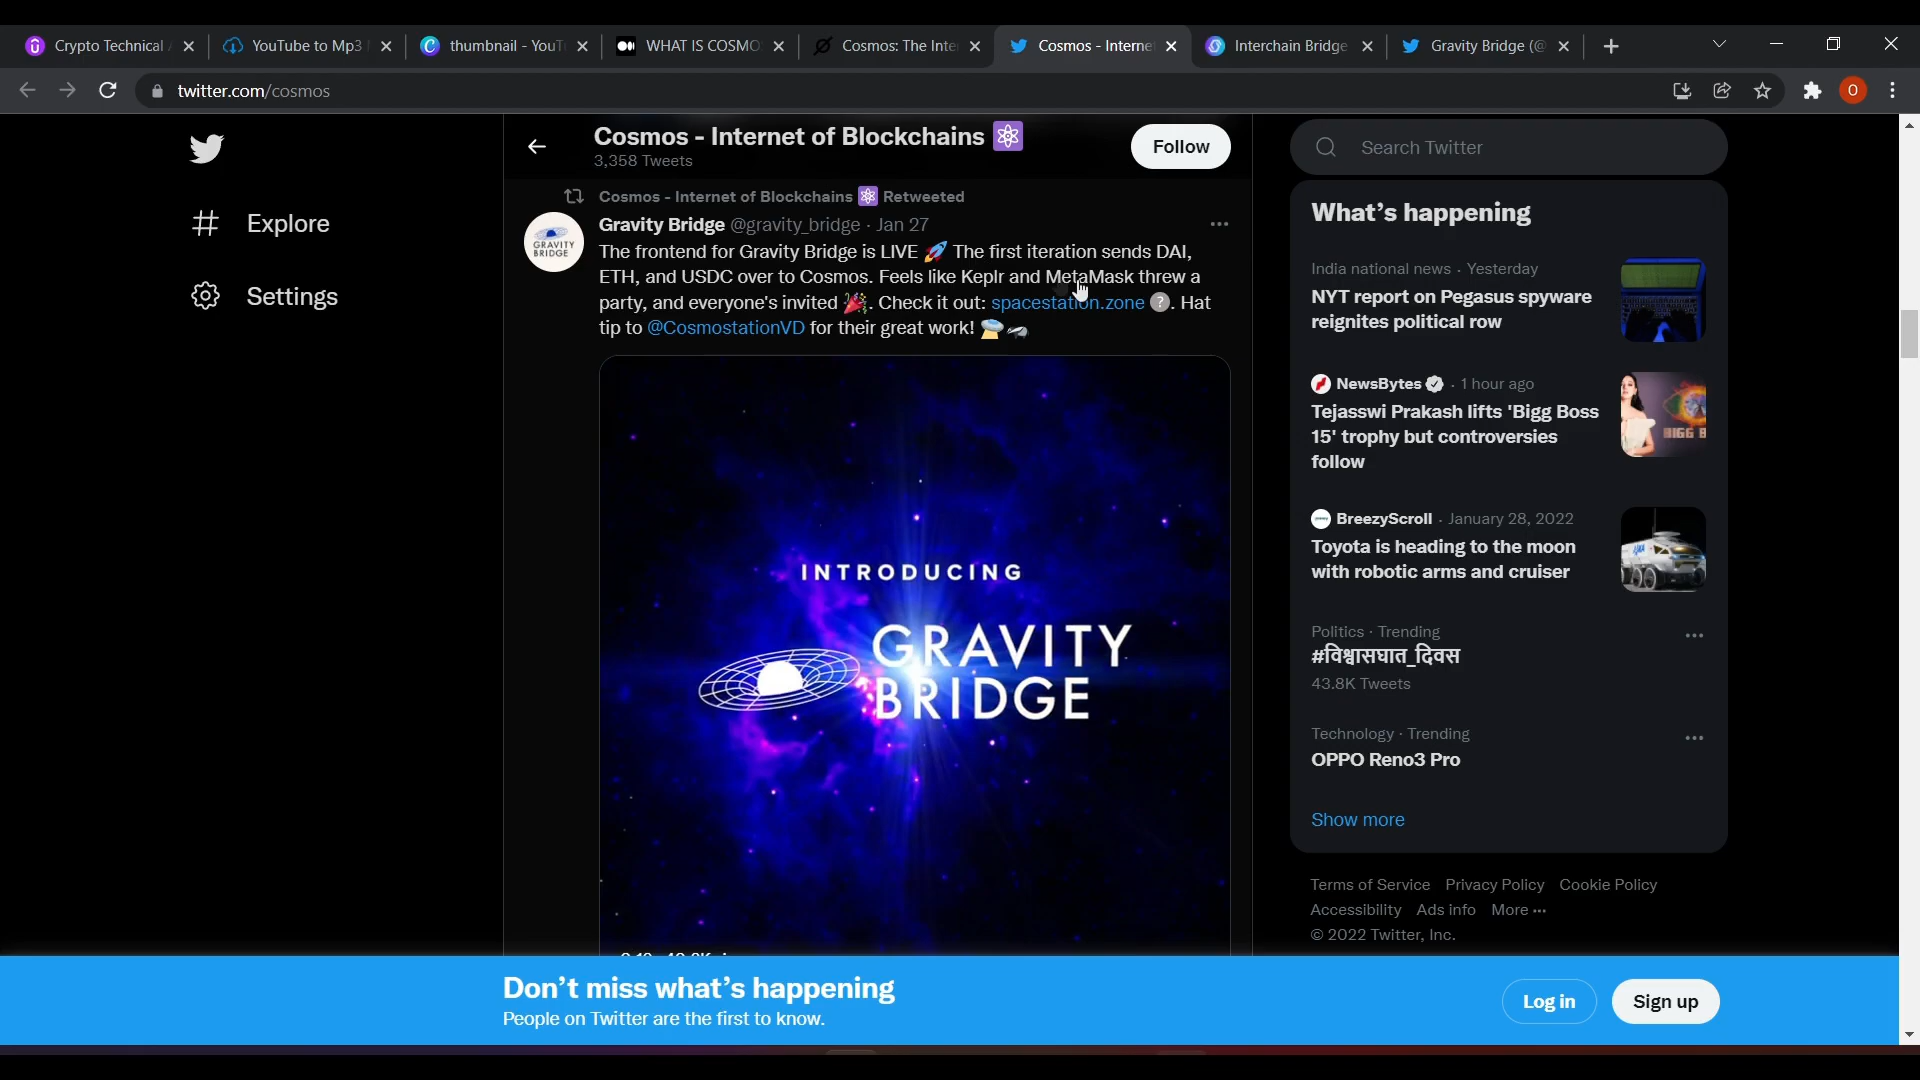 Crypto Technical
YouTube to Mp3
thumbnail - YouT
WHAT IS COSMO
Cosmos: The Inte
Cosmos - Interne
Interchain Bridge
Gravity Bridge (@
twitter.com/cosmos
O
Explore
Settings
Cosmos - Internet of Blockchains ⚛️
3,358 Tweets
Follow
Cosmos - Internet of Blockchains ⚛️ Retweeted
Gravity Bridge @gravity_bridge · Jan 27
The frontend for Gravity Bridge is LIVE 🚀 The first iteration sends DAI,
ETH, and USDC over to Cosmos. Feels like Keplr and MetaMask threw a
party, and everyone's invited 🎉. Check it out: spacestation.zone ?. Hat
tip to @CosmostationVD for their great work!
GRAVITY
BRIDGE
INTRODUCING
GRAVITY
BRIDGE
Search Twitter
What's happening
India national news · Yesterday
NYT report on Pegasus spyware
reignites political row
NewsBytes · 1 hour ago
Tejasswi Prakash lifts 'Bigg Boss
15' trophy but controversies
follow
BreezyScroll · January 28, 2022
Toyota is heading to the moon
with robotic arms and cruiser
Politics · Trending
#विश्वासघात_दिवस
43.8K Tweets
Technology · Trending
OPPO Reno3 Pro
Show more
Terms of Service Privacy Policy Cookie Policy
Accessibility Ads info More ···
© 2022 Twitter, Inc.
Don't miss what's happening
People on Twitter are the first to know.
Log in
Sign up